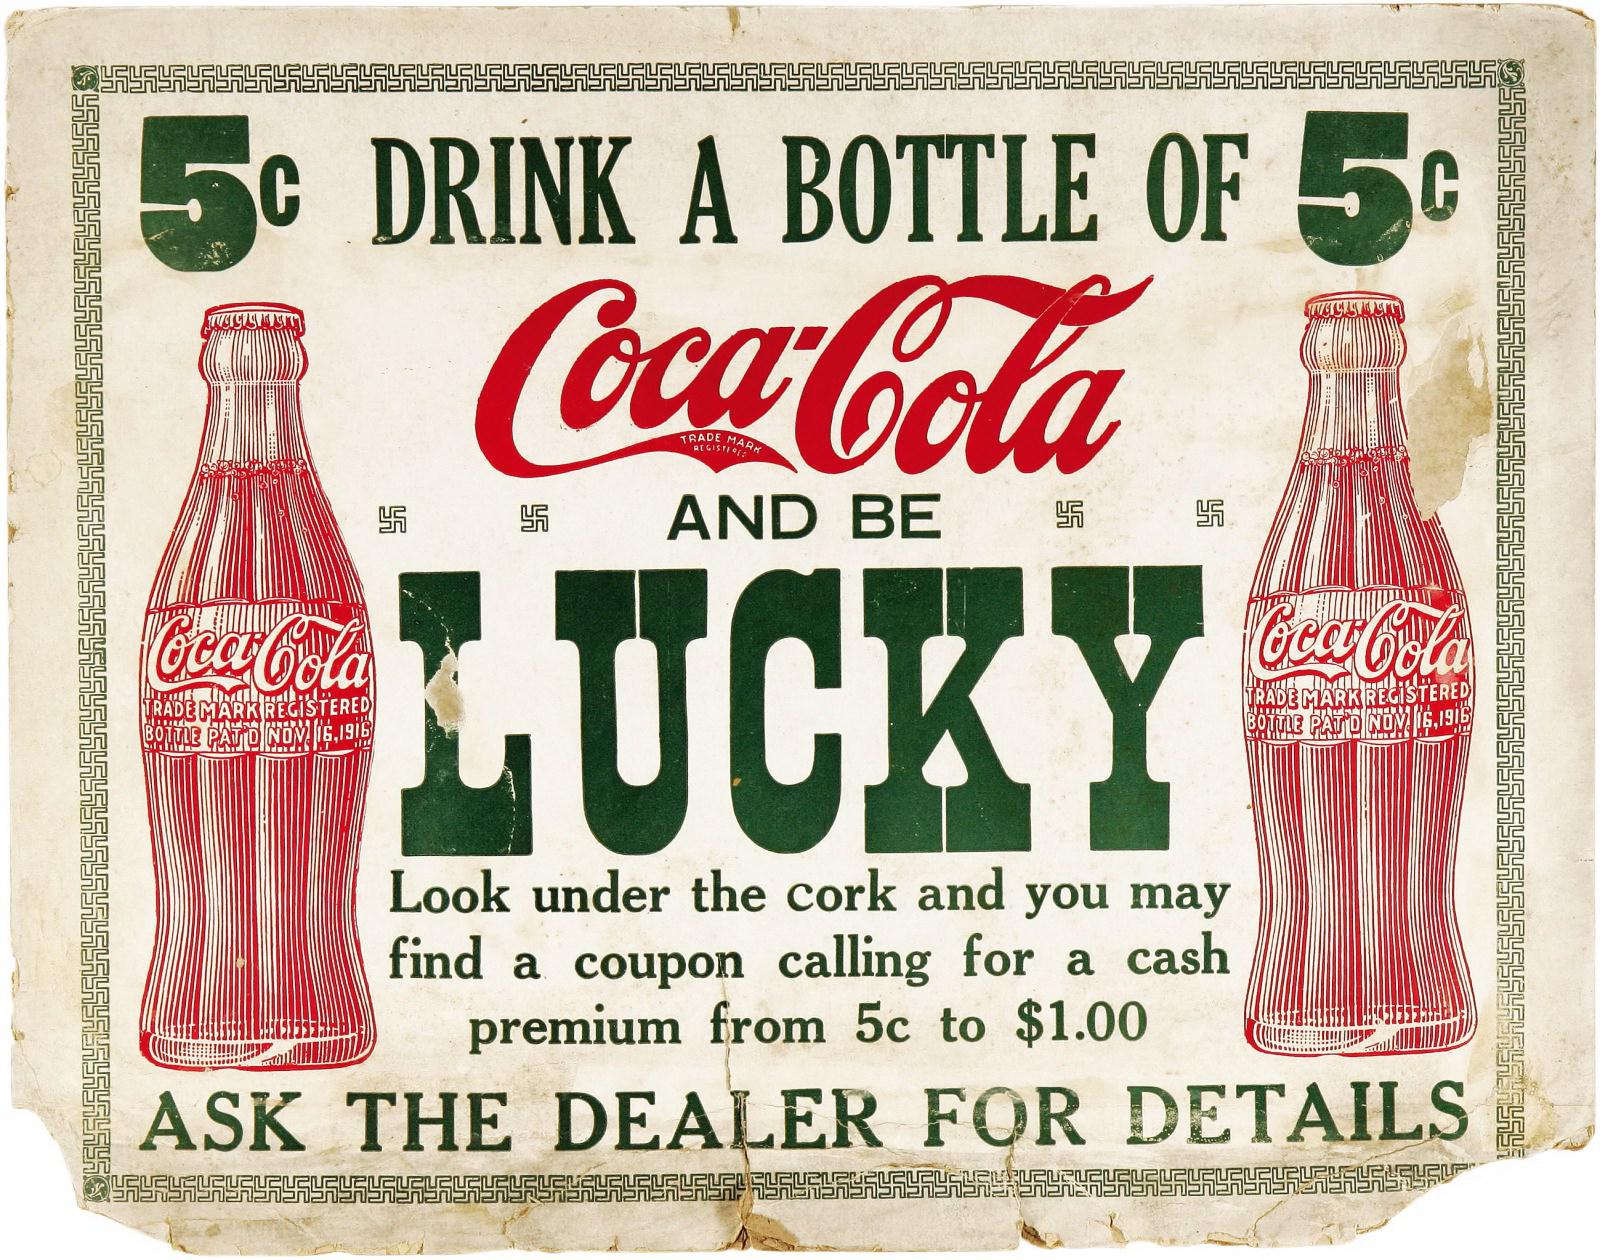 5c DRINK A BOTTLE OF 5c
Coca-Cola
TRADE MARK
REGISTERED
AND BE
LUCKY
Coca-Cola
TRADE MARK REGISTERED
BOTTLE PAT'D NOV. 16, 1916
Coca-Cola
TRADE MARK REGISTERED
BOTTLE PAT'D NOV. 16, 1916
Look under the cork and you may
find a coupon calling for a cash
premium from 5c to $1.00
ASK THE DEALER FOR DETAILS